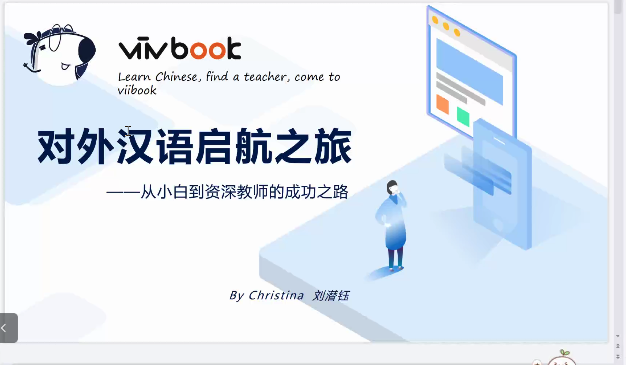 viivbook
Learn Chinese, find a teacher, come to
viibook
对外汉语启航之旅
——从小白到资深教师的成功之路
By Christina 刘潜钰